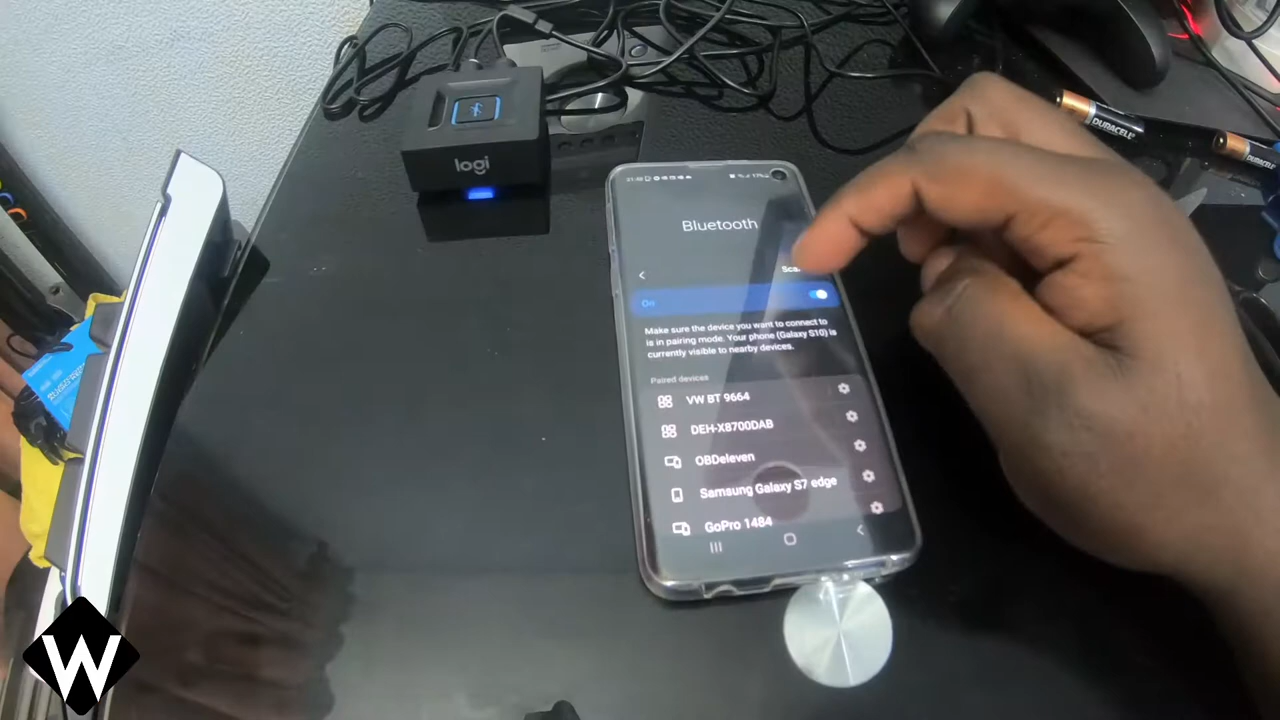 logi
Bluetooth
On
Make sure the device you want to connect to
is in pairing mode. Your phone (Galaxy S10) is
currently visible to nearby devices.
Paired devices
VW BT 9664
DEH-X8700DAB
OBDeleven
Samsung Galaxy S7 edge
GoPro 1484
DURACELL
DURACELL
W